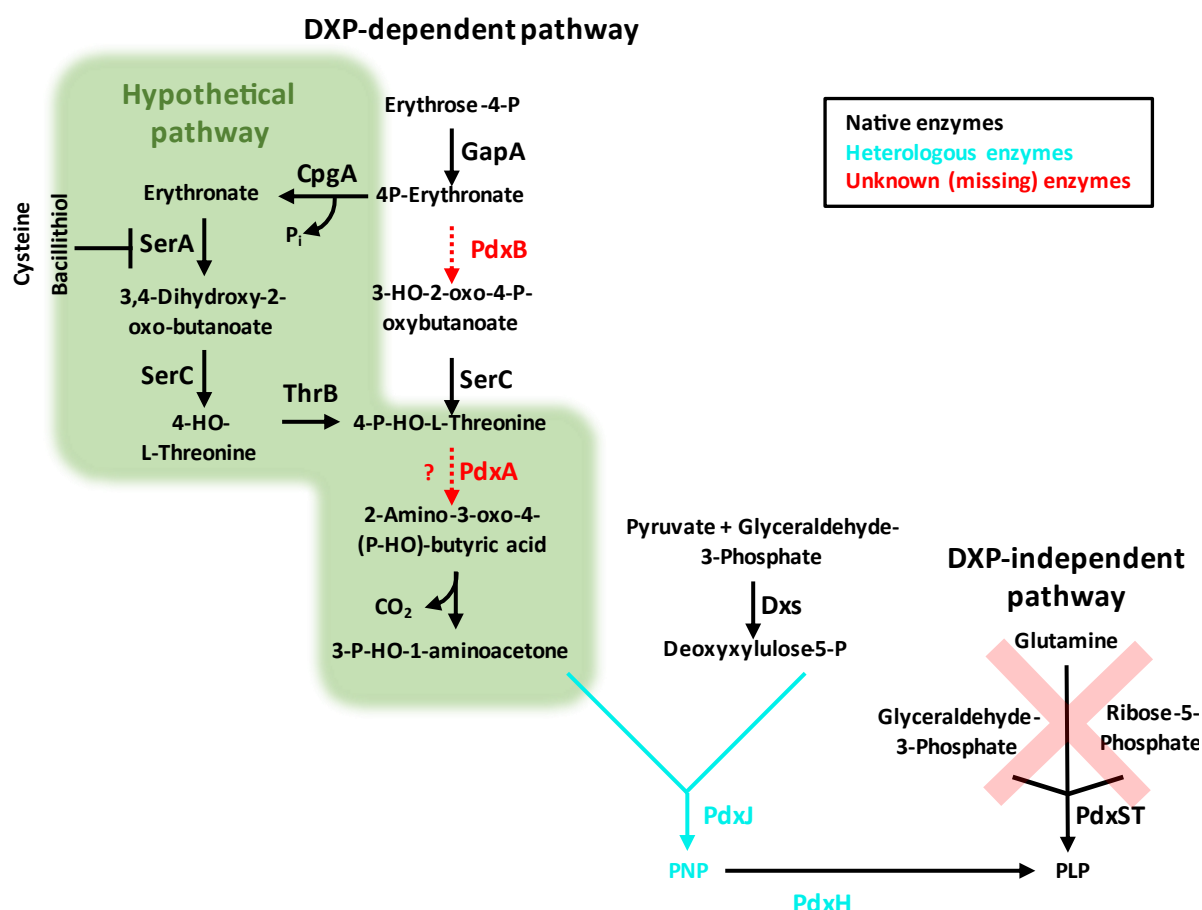 DXP-dependent pathway
Hypothetical
pathway
Erythrose-4-P
GapA
CpgA
Erythronate
4P-Erythronate
Pi
Cysteine
Bacillithiol
SerA
PdxB
3,4-Dihydroxy-2-
oxo-butanoate
3-HO-2-oxo-4-P-
oxybutanoate
SerC
SerC
ThrB
4-HO-
L-Threonine
4-P-HO-L-Threonine
? PdxA
2-Amino-3-oxo-4-
(P-HO)-butyric acid
CO2
3-P-HO-1-aminoacetone
Native enzymes
Heterologous enzymes
Unknown (missing) enzymes
Pyruvate + Glyceraldehyde-
3-Phosphate
Dxs
Deoxyxylulose-5-P
DXP-independent
pathway
Glutamine
Glyceraldehyde-
3-Phosphate
Ribose-5-
Phosphate
PdxJ
PdxST
PNP
PLP
PdxH